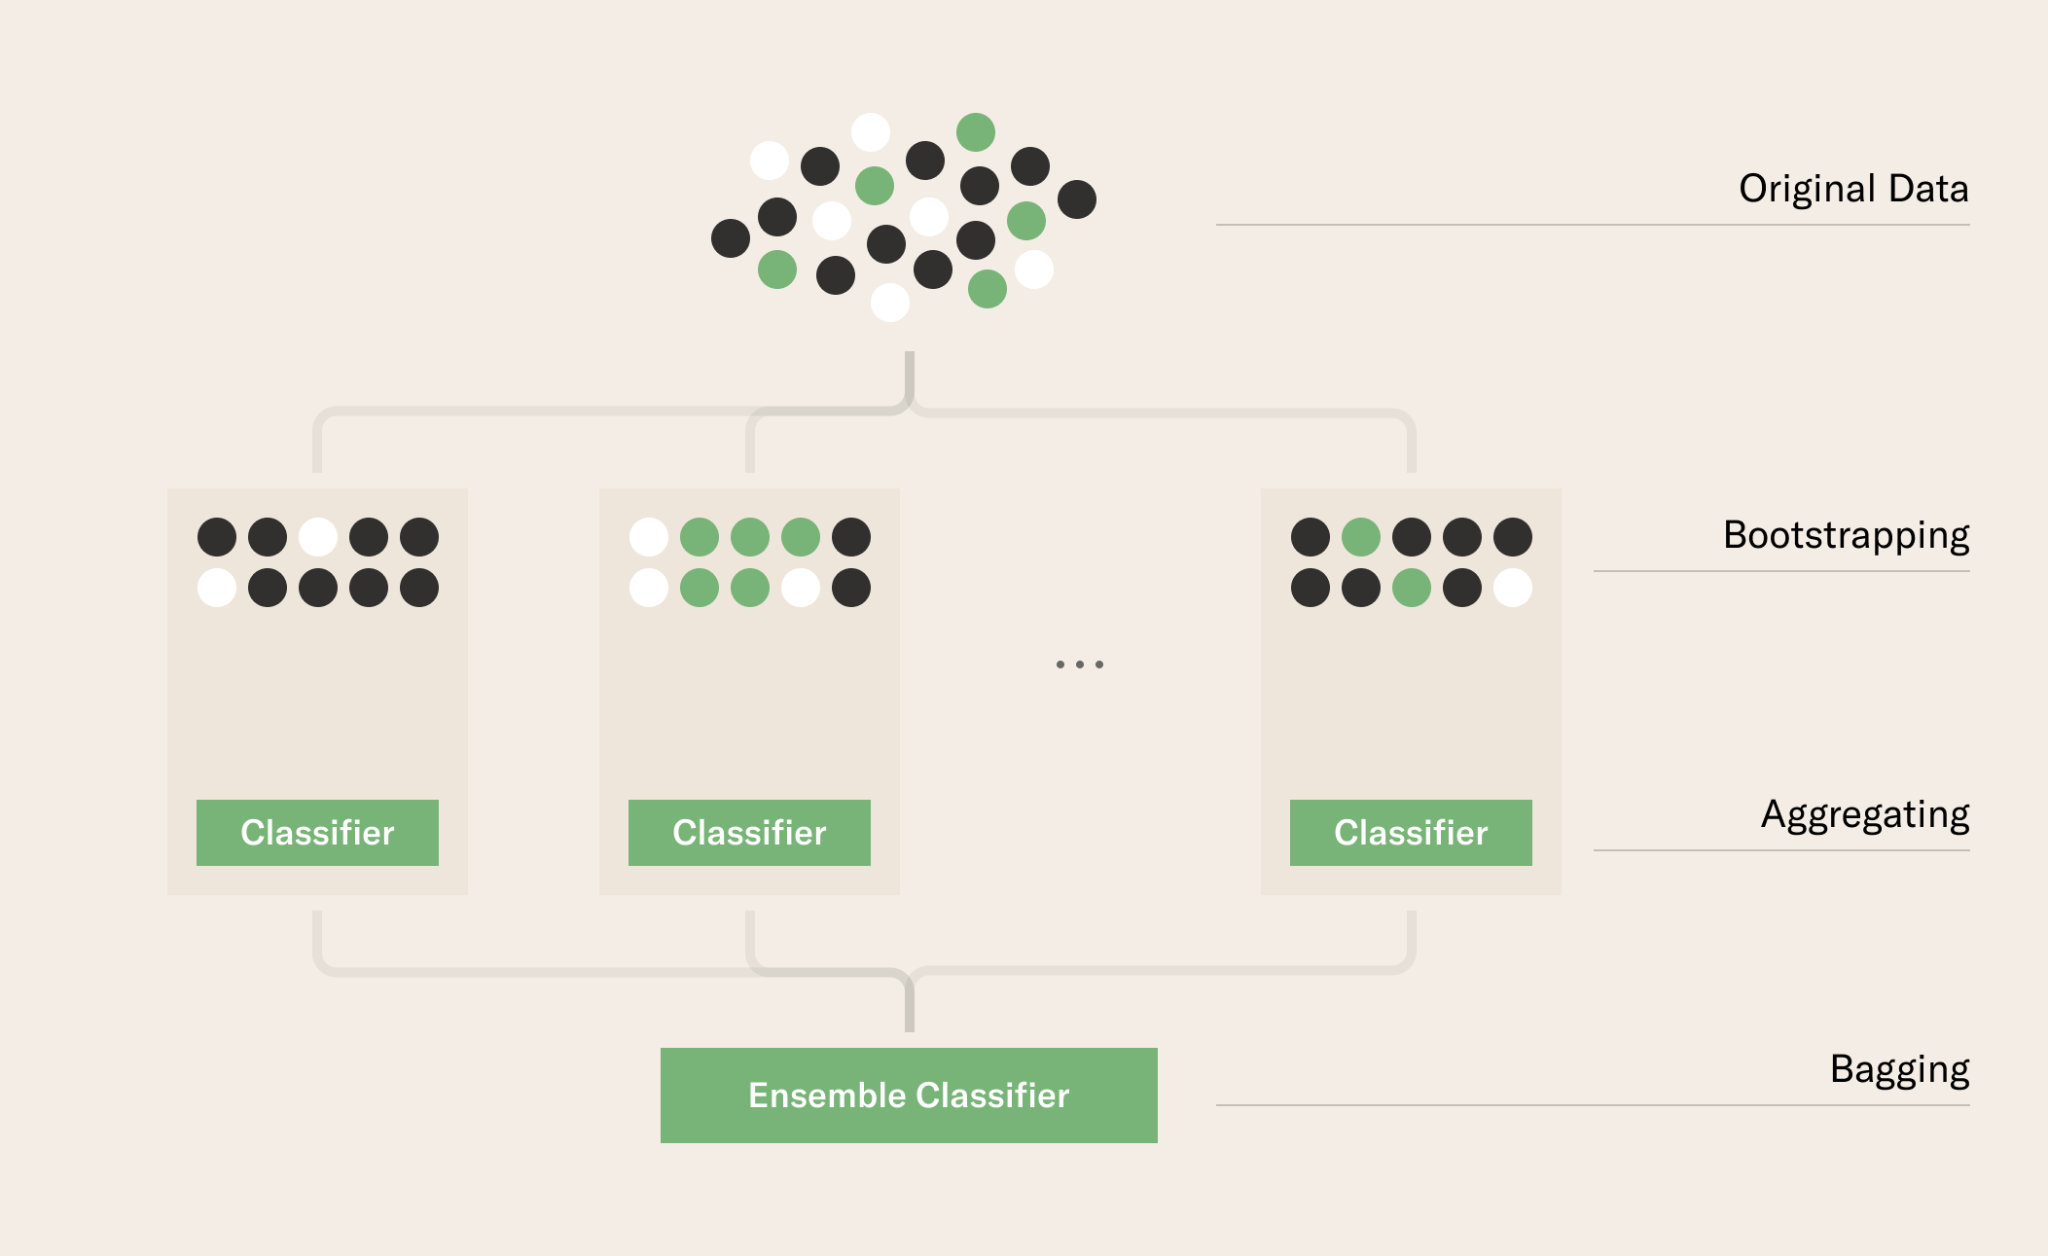 Original Data
Bootstrapping
...
Classifier
Classifier
Classifier
Aggregating
Ensemble Classifier
Bagging